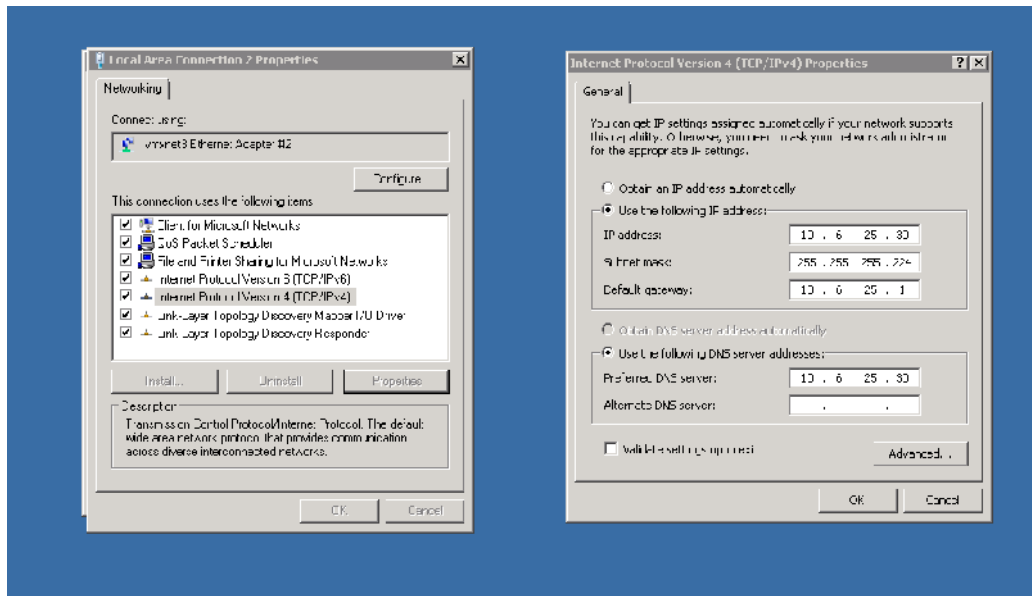 Local Area Connection 2 Properties
Networking
Connect using:
vmxnet3 Ethernet Adapter #2
Configure
This connection uses the following items
Client for Microsoft Networks
QoS Packet Scheduler
File and Printer Sharing for Microsoft Networks
Internet Protocol Version 6 (TCP/IPv6)
Internet Protocol Version 4 (TCP/IPv4)
Link-Layer Topology Discovery Mapper I/O Driver
Link-Layer Topology Discovery Responder
Install...
Uninstall
Properties
Description
Transmission Control Protocol/Internet Protocol. The default
wide area network protocol that provides communication
across diverse interconnected networks.
OK
Cancel
Internet Protocol Version 4 (TCP/IPv4) Properties
General
You can get IP settings assigned automatically if your network supports
this capability. Otherwise, you need to ask your network administrator
for the appropriate IP settings.
Obtain an IP address automatically
Use the following IP address:
IP address:
10 . 6 25 .
Subnet mask:
255 . 255 255 . 224
Default gateway:
10 . 6 25 . 1
Obtain DNS server address automatically
Use the following DNS server addresses:
Preferred DNS server:
10 . 6 25 .
Alternate DNS server:
. .
Validate settings upon exit
Advanced...
OK
Cancel